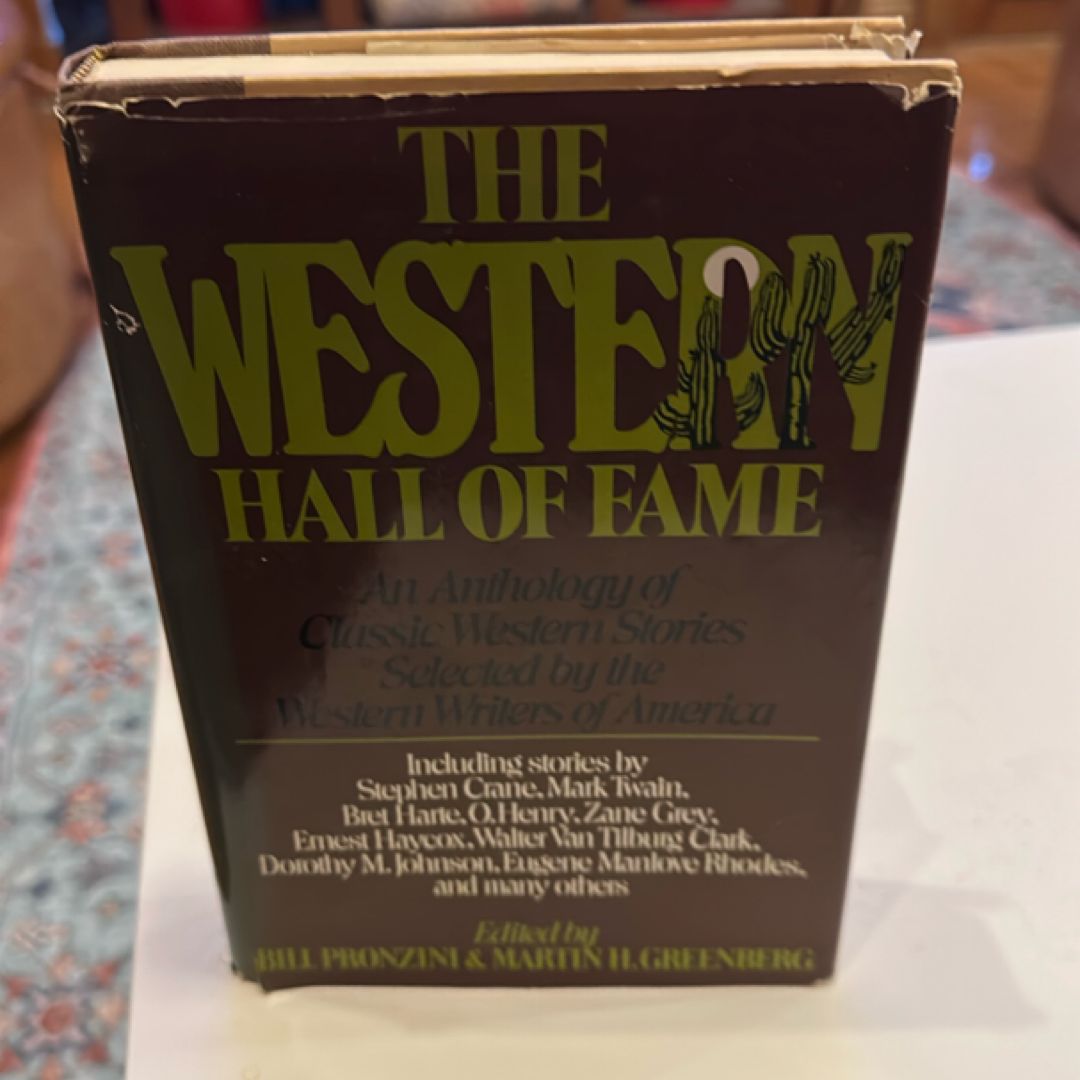 THE
WESTERN
HALL OF FAME
An Anthology of
Classic Western Stories
Selected by the
Western Writers of America
Including stories by
Stephen Crane, Mark Twain,
Bret Harte, O. Henry, Zane Grey,
Ernest Haycox, Walter Van Tilburg Clark,
Dorothy M. Johnson, Eugene Manlove Rhodes,
and many others
Edited by
BILL PRONZINI & MARTIN H. GREENBERG